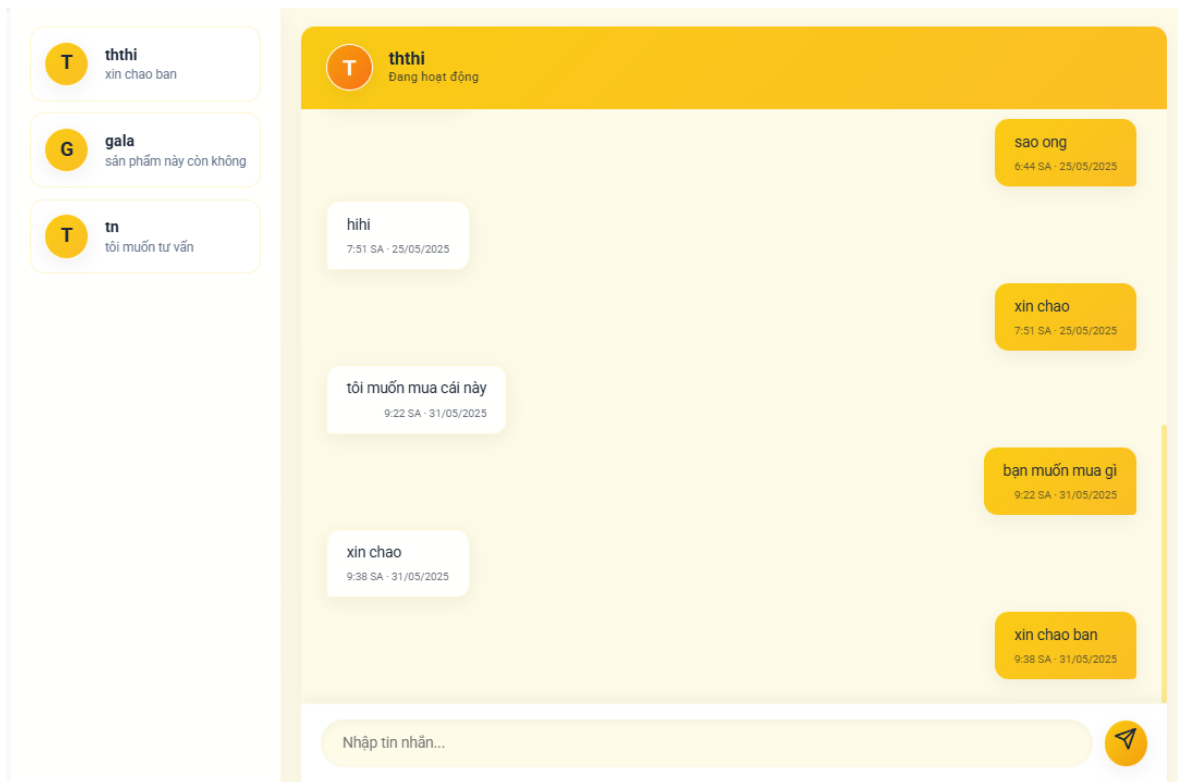 T
ththi
xin chao ban
G
gala
sản phẩm này còn không
T
tn
tôi muốn tư vấn
T
ththi
Đang hoạt động
sao ong
6:44 SA · 25/05/2025
hihi
7:51 SA · 25/05/2025
xin chao
7:51 SA · 25/05/2025
tôi muốn mua cái này
9:22 SA · 31/05/2025
bạn muốn mua gì
9:22 SA · 31/05/2025
xin chao
9:38 SA · 31/05/2025
xin chao ban
9:38 SA · 31/05/2025
Nhập tin nhắn...